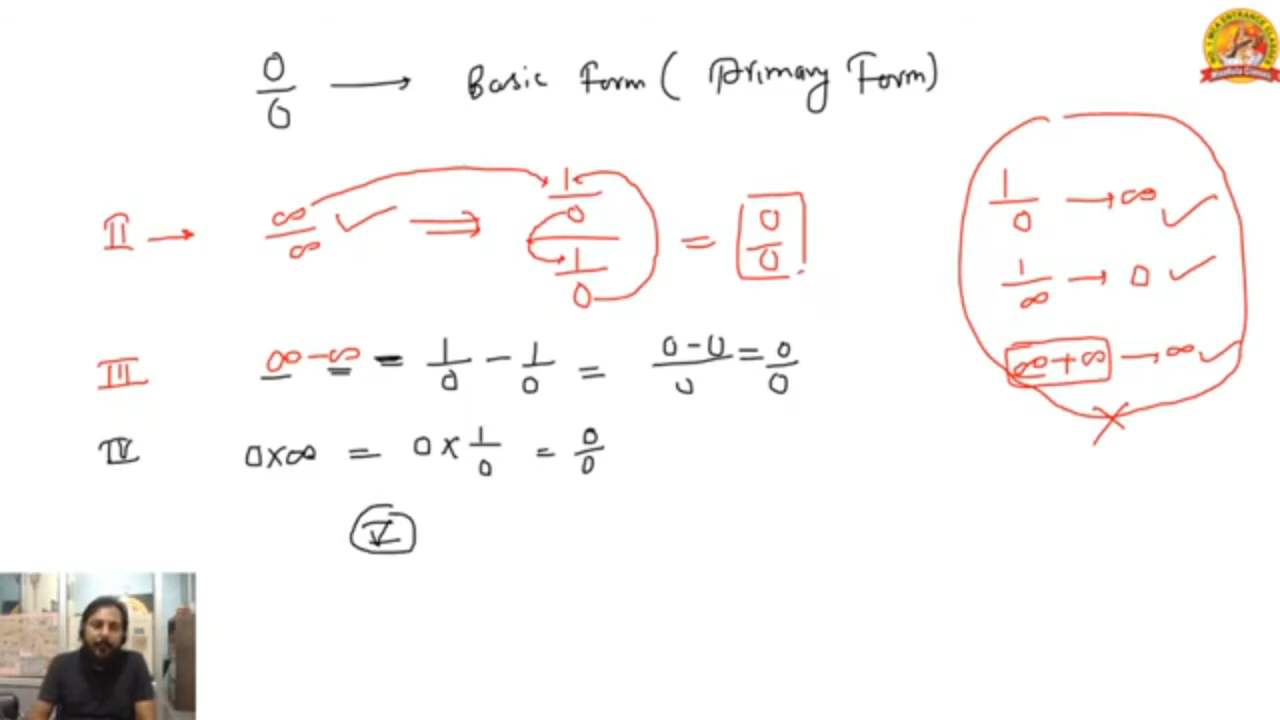 0/0 → Basic Form ( Primary Form)
II → ∞/∞ ✓ ⇒ (1/0)/(1/0) = 0/0
1/0 → ∞ ✓
1/∞ → 0 ✓
∞+∞ → ∞ ✓
III ∞-∞ = 1/0 - 1/0 = (0-0)/0 = 0/0
IV 0×∞ = 0×1/0 = 0/0
V